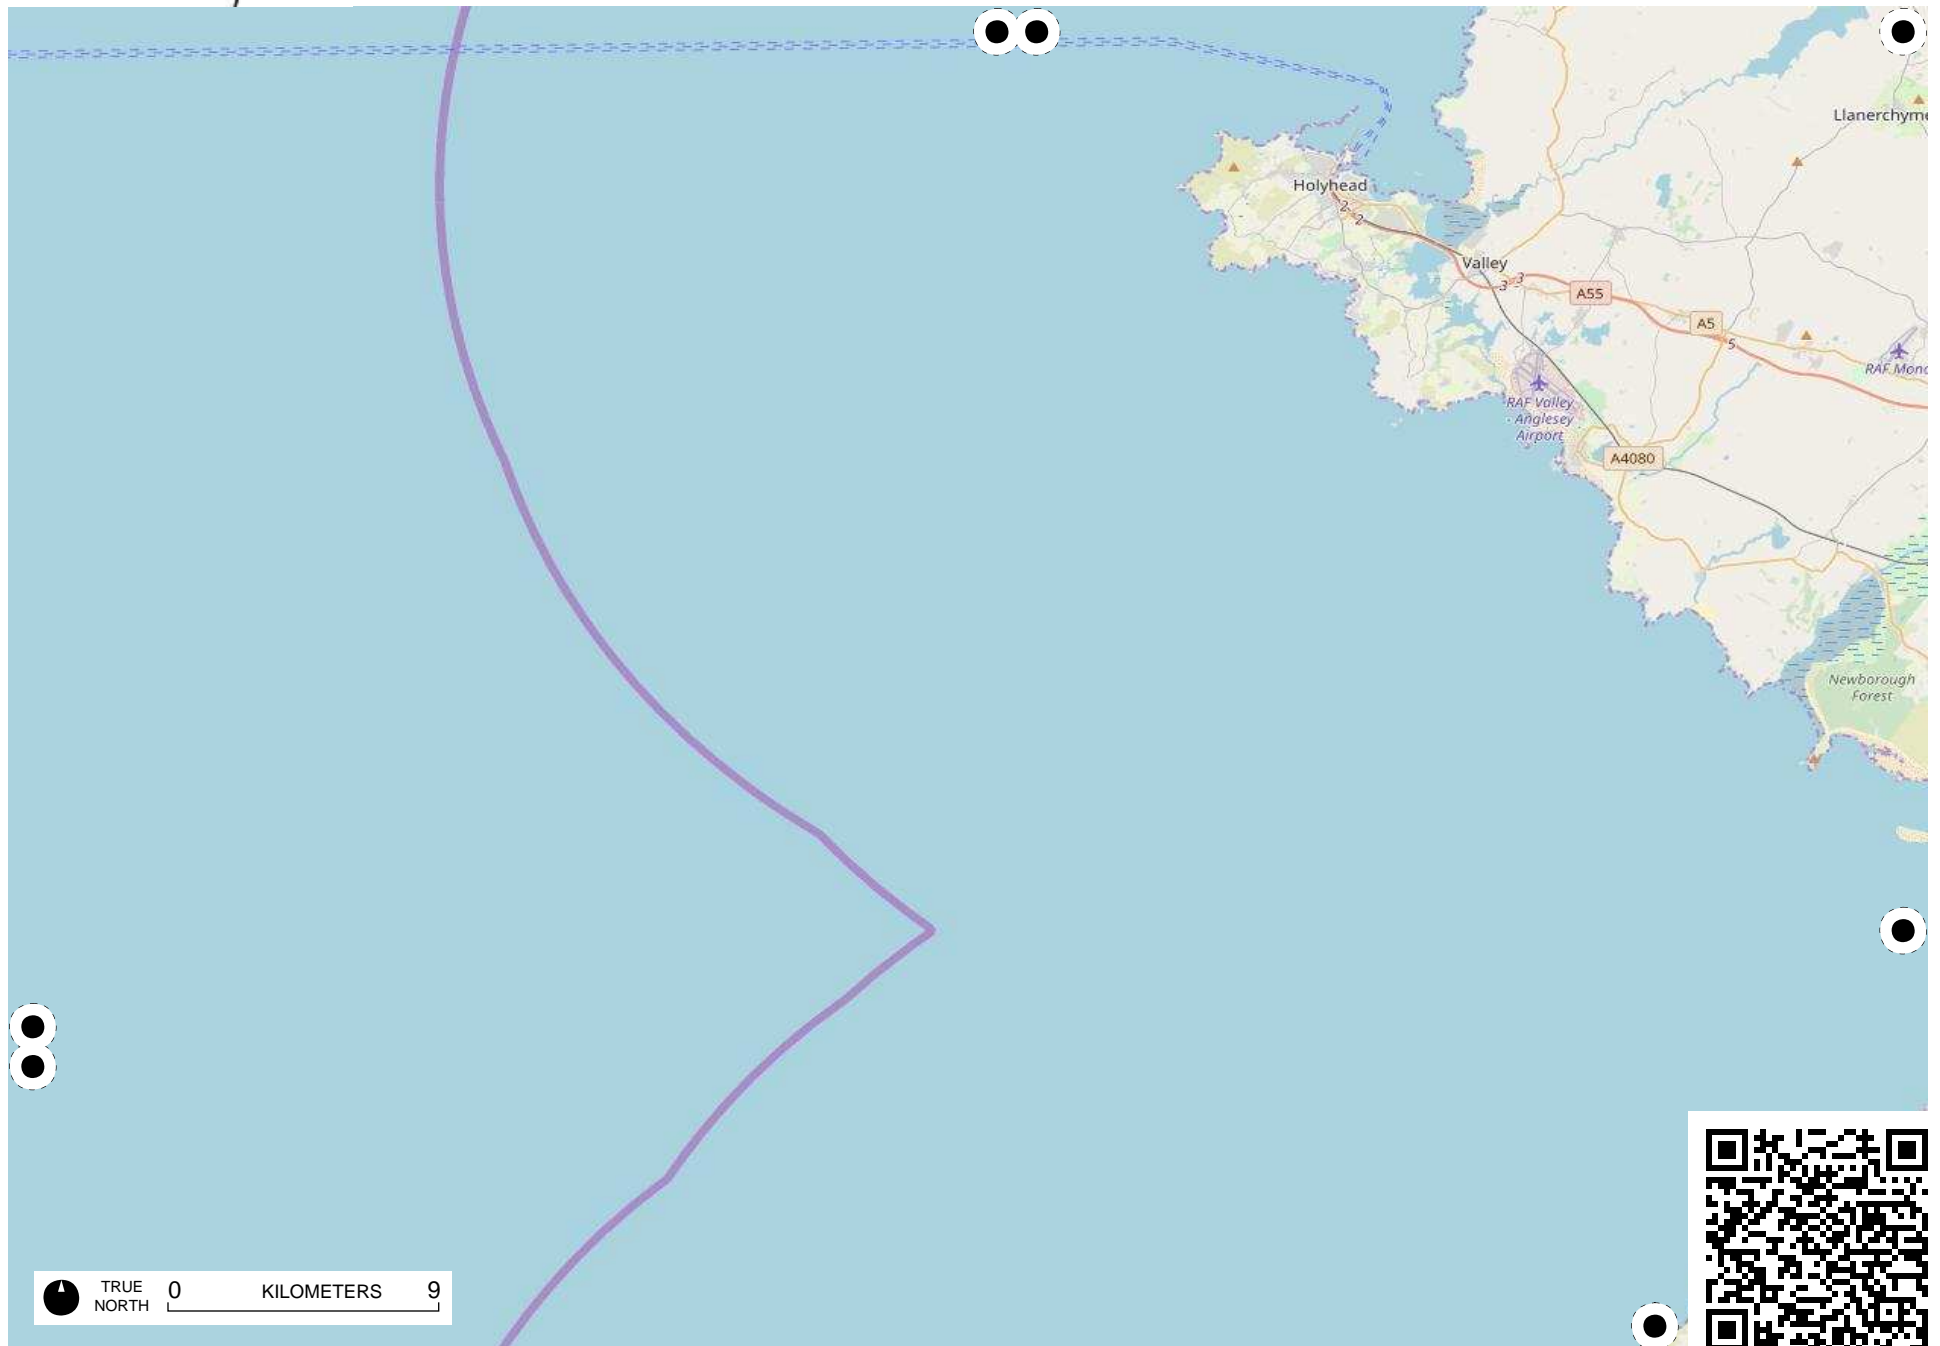 Llanerchyme
Holyhead
2
2
Valley
3
3
A55
A5
5
RAF Mona
RAF Valley
Anglesey
Airport
A4080
Newborough
Forest
TRUE
NORTH
0
KILOMETERS
9